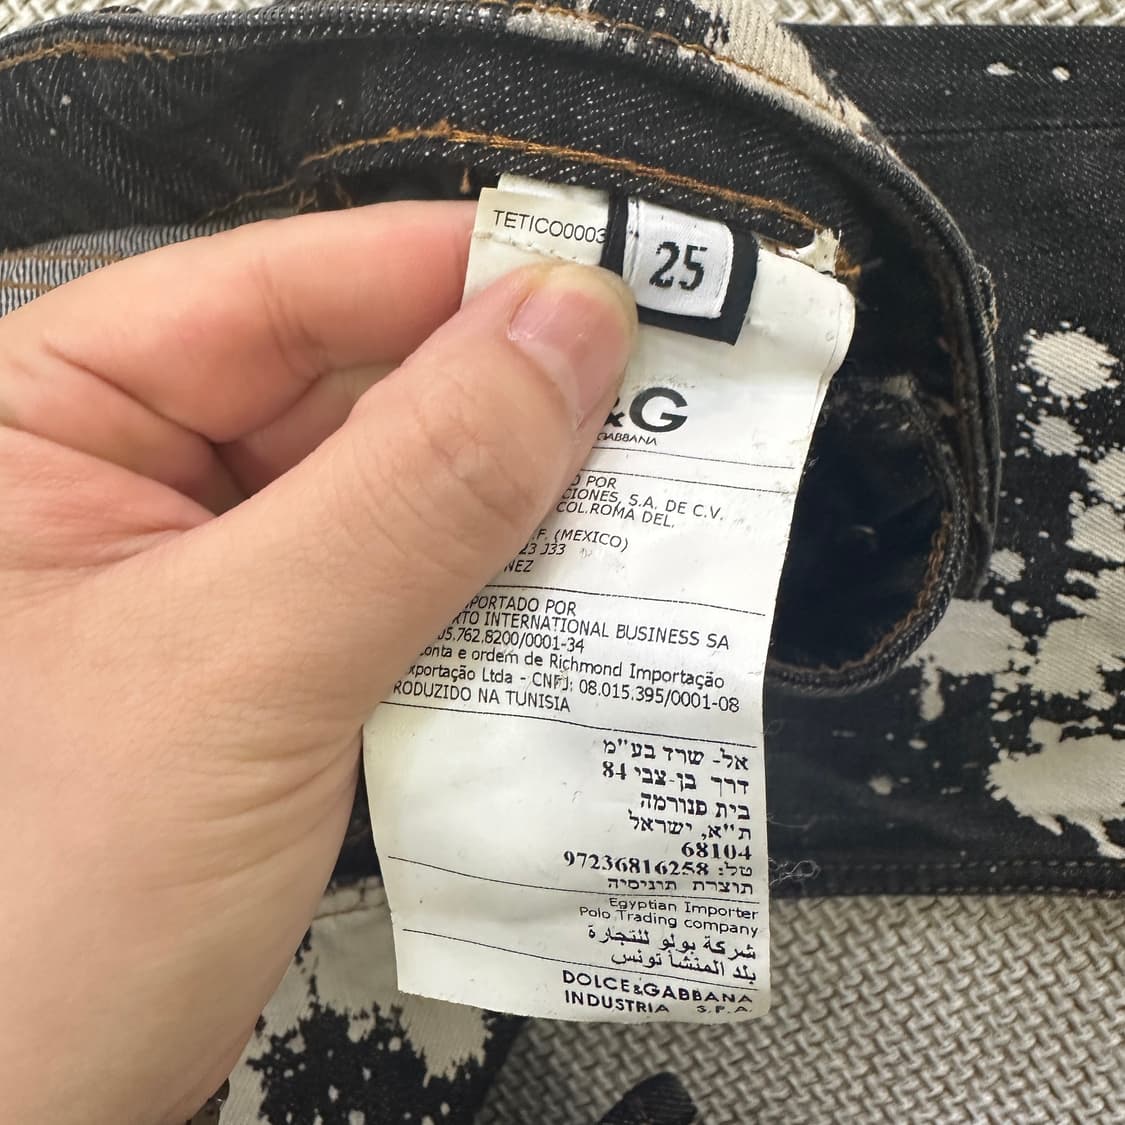 TETICO0003
25
&G
GABBANA
POR
CIONES, S.A. DE C.V.
COL.ROMA DEL.
F. (MEXICO)
23 333
NEZ
PORTADO POR
RTO INTERNATIONAL BUSINESS SA
05.762.8200/0001-34
conta e ordem de Richmond Importação
xportação Ltda - CNPJ: 08.015.395/0001-08
RODUZIDO NA TUNISIA
אל- שרד בע"מ
דרך בן-צבי 84
בית פנורמה
ת"א, ישראל
68104
טל: 97236816258
תוצרת תוניסיה
Egyptian Importer
Polo Trading company
شركة بولو للتجارة
بلد المنشأ تونس
DOLCE&GABBANA
INDUSTRIA S.P.A.